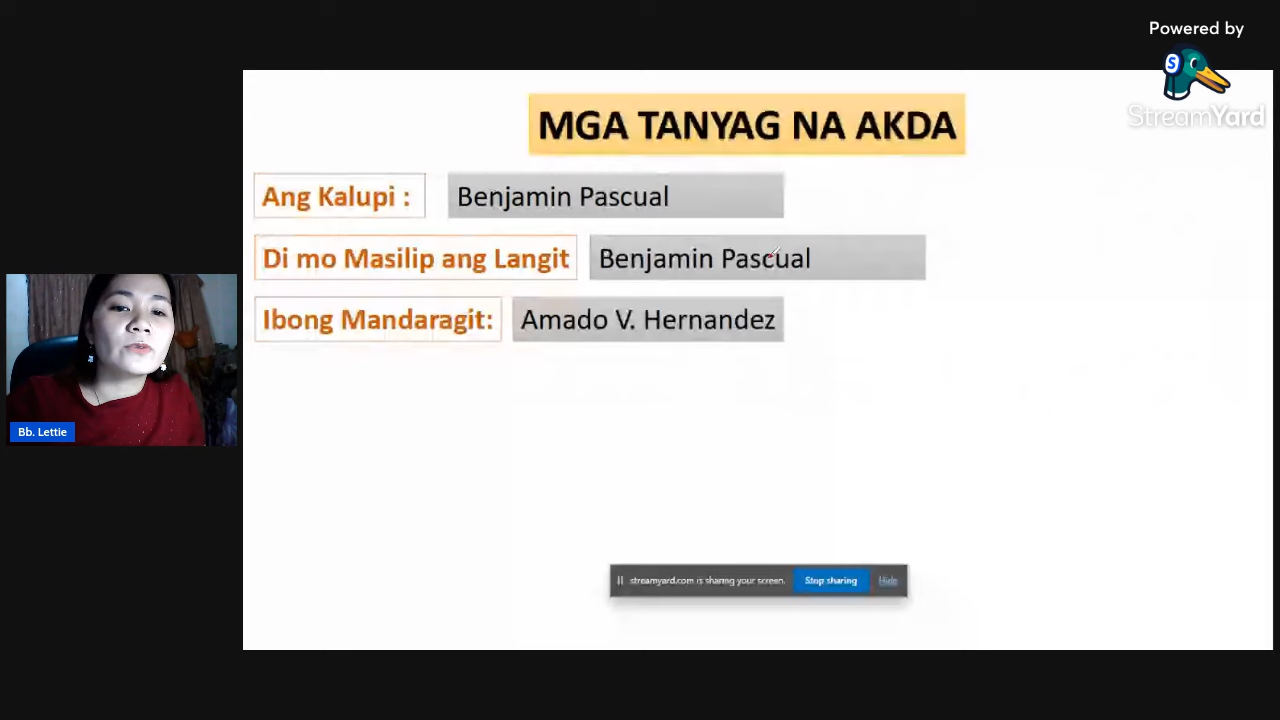 Powered by
StreamYard
MGA TANYAG NA AKDA
Ang Kalupi : Benjamin Pascual
Di mo Masilip ang Langit Benjamin Pascual
Ibong Mandaragit: Amado V. Hernandez
Bb. Lettie
streamyard.com is sharing your screen. Stop sharing Hide